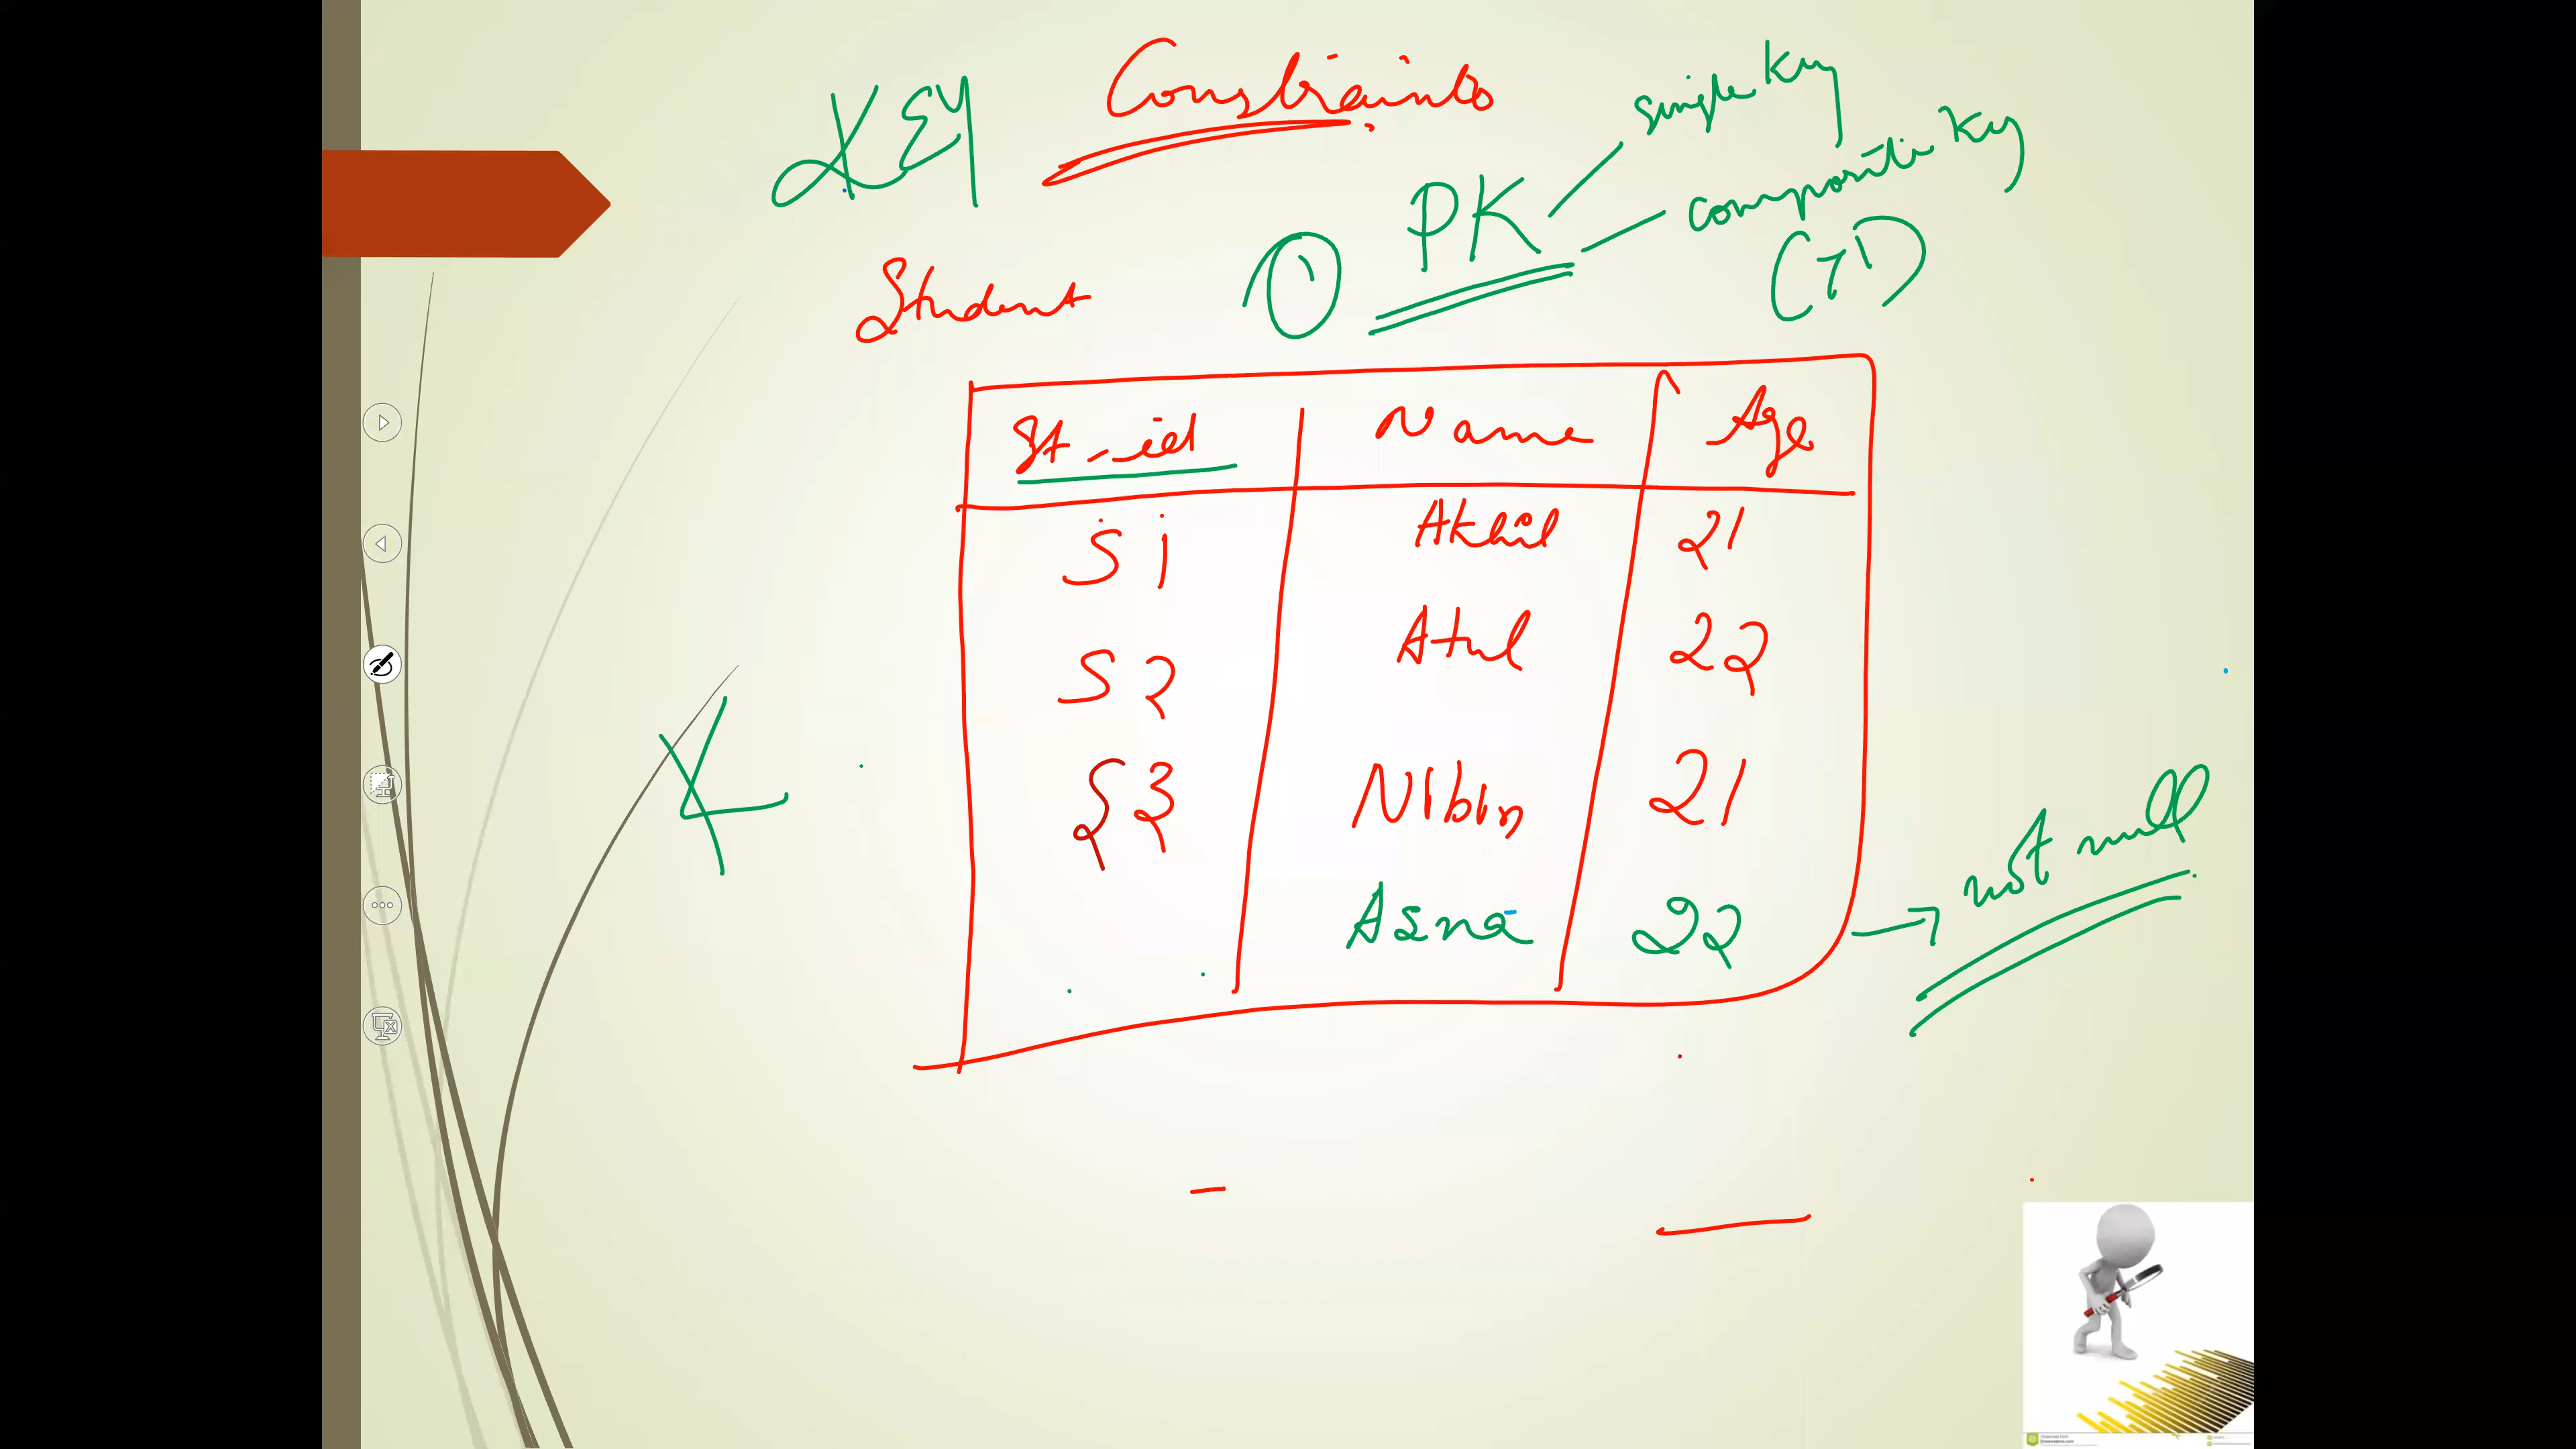 KEY Constraints
single Key
composite Key
(>1)
① PK
Student
St_id Name Age
S1 Akhil 21
S2 Atul 22
S3 NIbIn 21
Asna 22 → not null